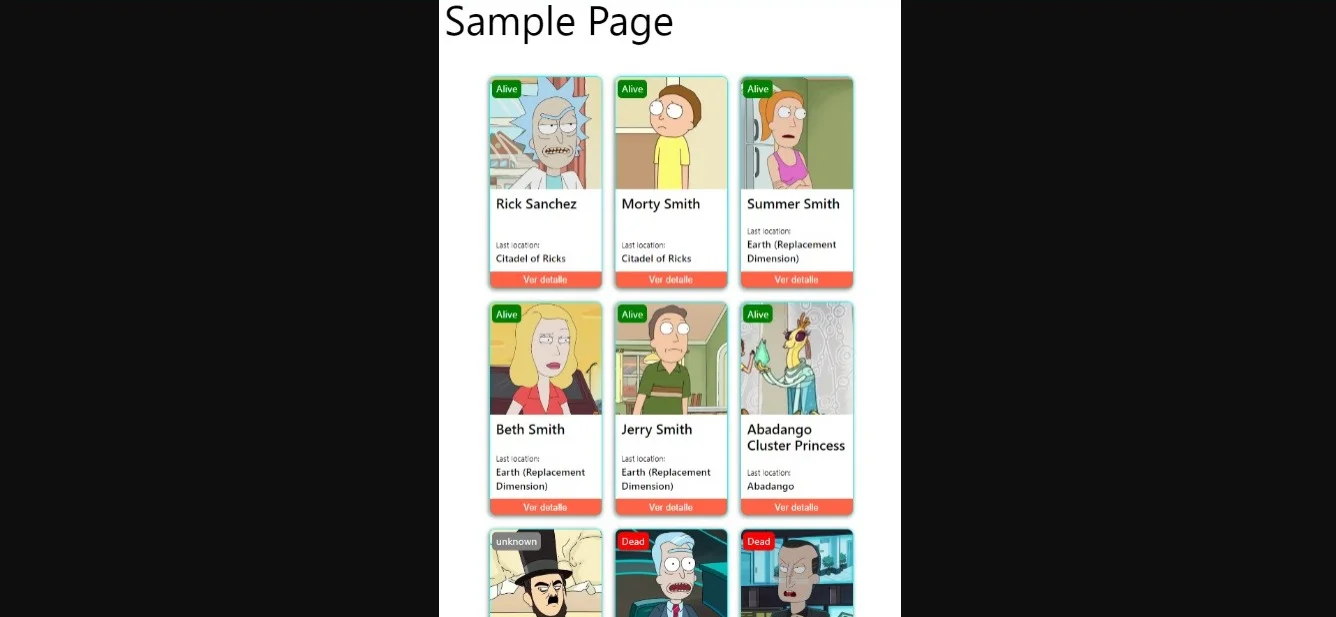 Sample Page
Alive
Alive
Alive
Rick Sanchez
Morty Smith
Summer Smith
Last location:
Citadel of Ricks
Last location:
Citadel of Ricks
Last location:
Earth (Replacement
Dimension)
Ver detalle
Ver detalle
Ver detalle
Alive
Alive
Alive
Beth Smith
Jerry Smith
Abadango
Cluster Princess
Last location:
Earth (Replacement
Dimension)
Last location:
Earth (Replacement
Dimension)
Last location:
Abadango
Ver detalle
Ver detalle
Ver detalle
unknown
Dead
Dead